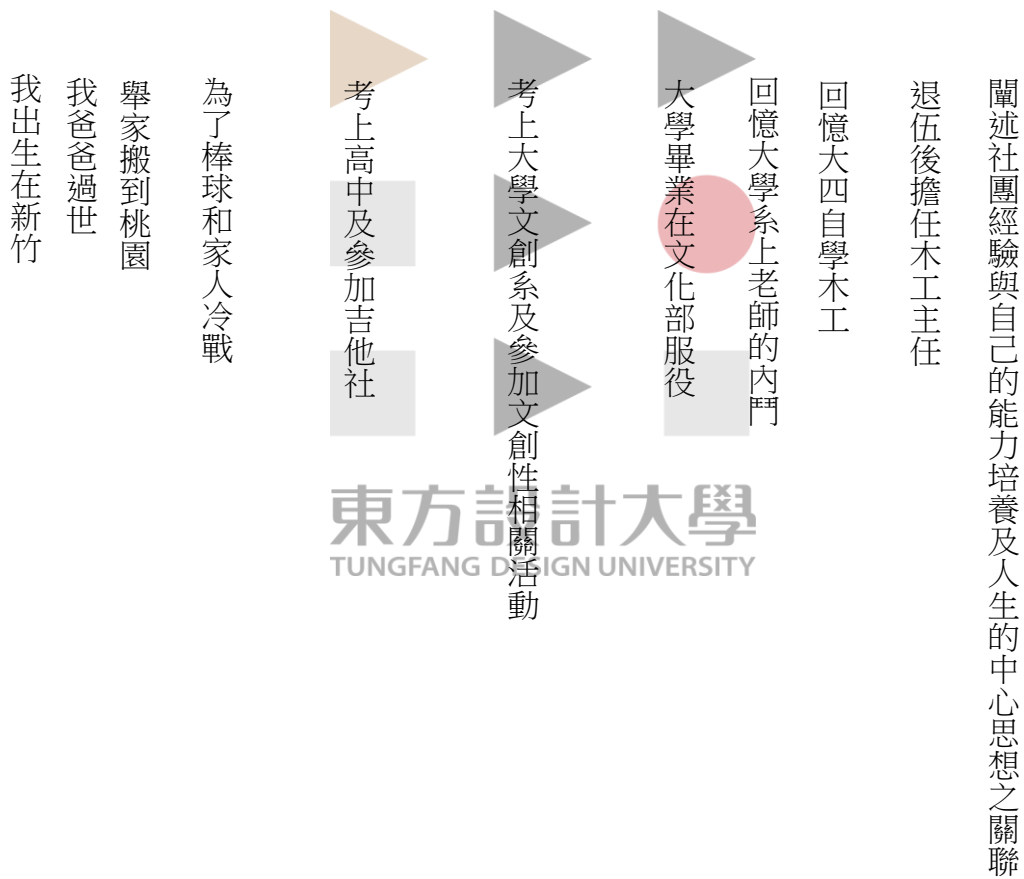 我出生在新竹
我爸爸過世
舉家搬到桃園
為了棒球和家人冷戰
考上高中及參加吉他社
考上大學文創系及參加文創性相關活動
大學畢業在文化部服役
回憶大學系上老師的內鬥
回憶大四自學木工
退伍後擔任木工主任
闡述社團經驗與自己的能力培養及人生的中心思想之關聯
東方設計大學
TUNGFANG DESIGN UNIVERSITY